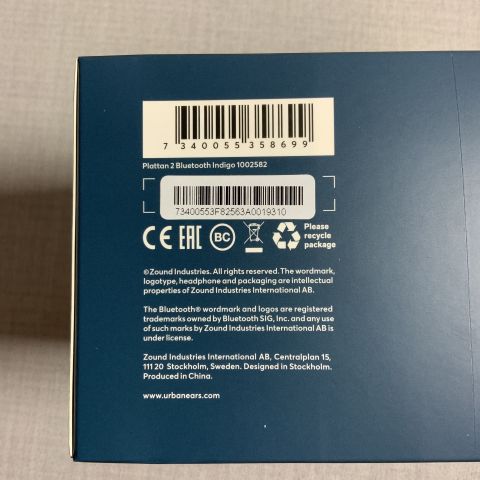 7 340055 358699
Plattan 2 Bluetooth Indigo 1002582
73400553F82563A0019310
CE EAC BC
Please
recycle
package
©Zound Industries. All rights reserved. The wordmark,
logotype, headphone and packaging are intellectual
properties of Zound Industries International AB.
The Bluetooth® wordmark and logos are registered
trademarks owned by Bluetooth SIG, Inc. and any use
of such marks by Zound Industries International AB is
under license.
Zound Industries International AB, Centralplan 15,
111 20 Stockholm, Sweden. Designed in Stockholm.
Produced in China.
www.urbanears.com